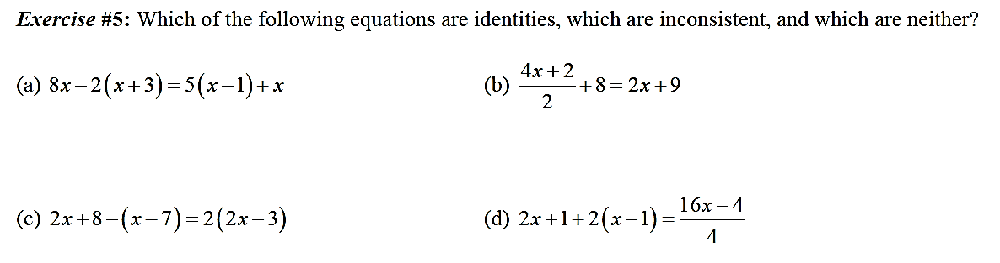 Exercise #5: Which of the following equations are identities, which are inconsistent, and which are neither?
(a) 8x−2(x+3)=5(x−1)+x
(b) (4x+2)/2+8=2x+9
(c) 2x+8−(x−7)=2(2x−3)
(d) 2x+1+2(x−1)=(16x−4)/4